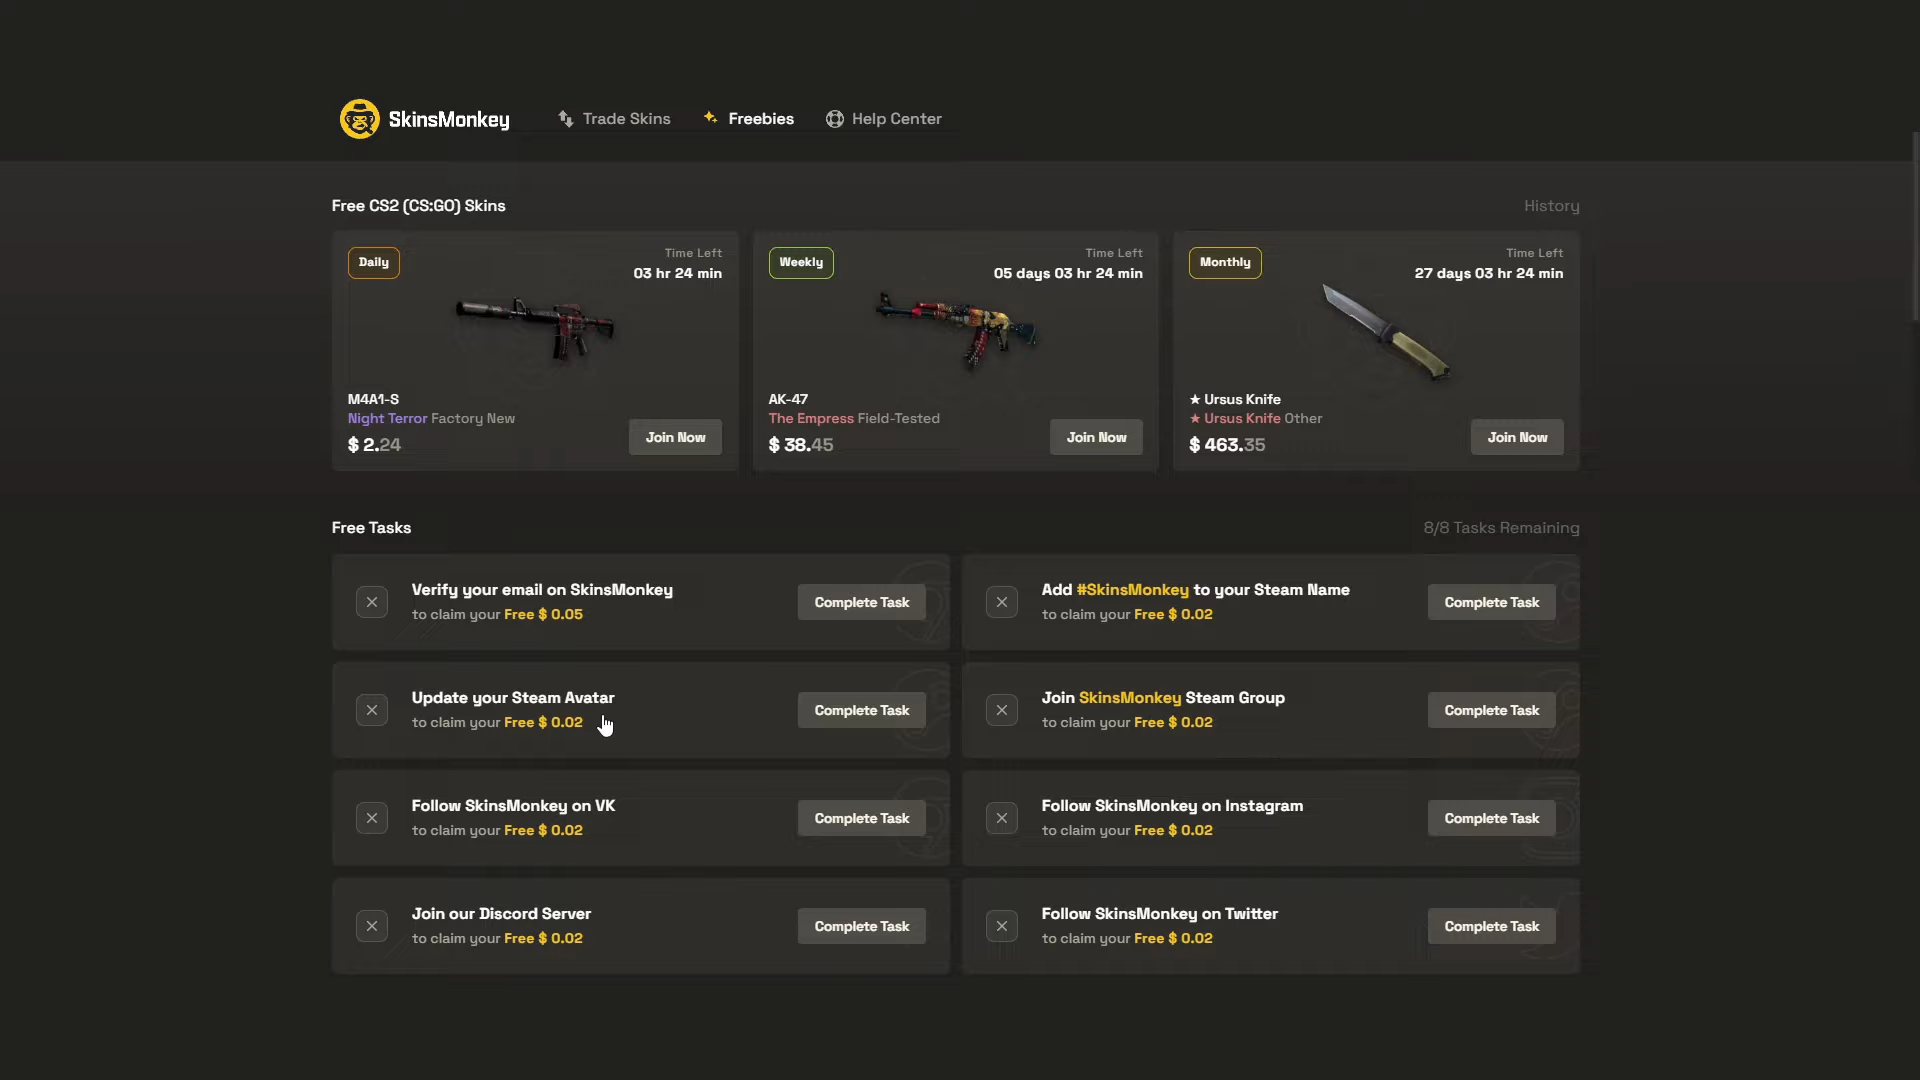 SkinsMonkey
Trade Skins
Freebies
Help Center
Free CS2 (CS:GO) Skins
History
Daily
Time Left
03 hr 24 min
M4A1-S
Night Terror Factory New
$ 2.24
Join Now
Weekly
Time Left
05 days 03 hr 24 min
AK-47
The Empress Field-Tested
$ 38.45
Join Now
Monthly
Time Left
27 days 03 hr 24 min
★ Ursus Knife
★ Ursus Knife Other
$ 463.35
Join Now
Free Tasks
8/8 Tasks Remaining
Verify your email on SkinsMonkey
to claim your Free $ 0.05
Complete Task
Add #SkinsMonkey to your Steam Name
to claim your Free $ 0.02
Complete Task
Update your Steam Avatar
to claim your Free $ 0.02
Complete Task
Join SkinsMonkey Steam Group
to claim your Free $ 0.02
Complete Task
Follow SkinsMonkey on VK
to claim your Free $ 0.02
Complete Task
Follow SkinsMonkey on Instagram
to claim your Free $ 0.02
Complete Task
Join our Discord Server
to claim your Free $ 0.02
Complete Task
Follow SkinsMonkey on Twitter
to claim your Free $ 0.02
Complete Task